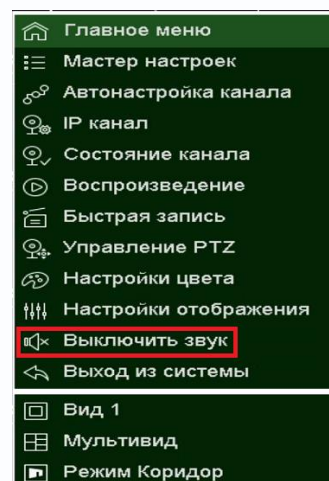 Главное меню
Мастер настроек
Автонастройка канала
IP канал
Состояние канала
Воспроизведение
Быстрая запись
Управление PTZ
Настройки цвета
Настройки отображения
Выключить звук
Выход из системы
Вид 1
Мультивид
Режим Коридор